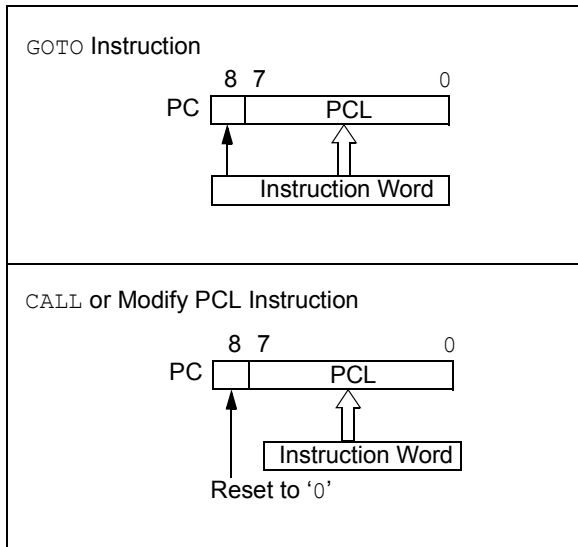 GOTO Instruction
8 7 0
PC PCL
Instruction Word
CALL or Modify PCL Instruction
8 7 0
PC PCL
Instruction Word
Reset to ‘0’